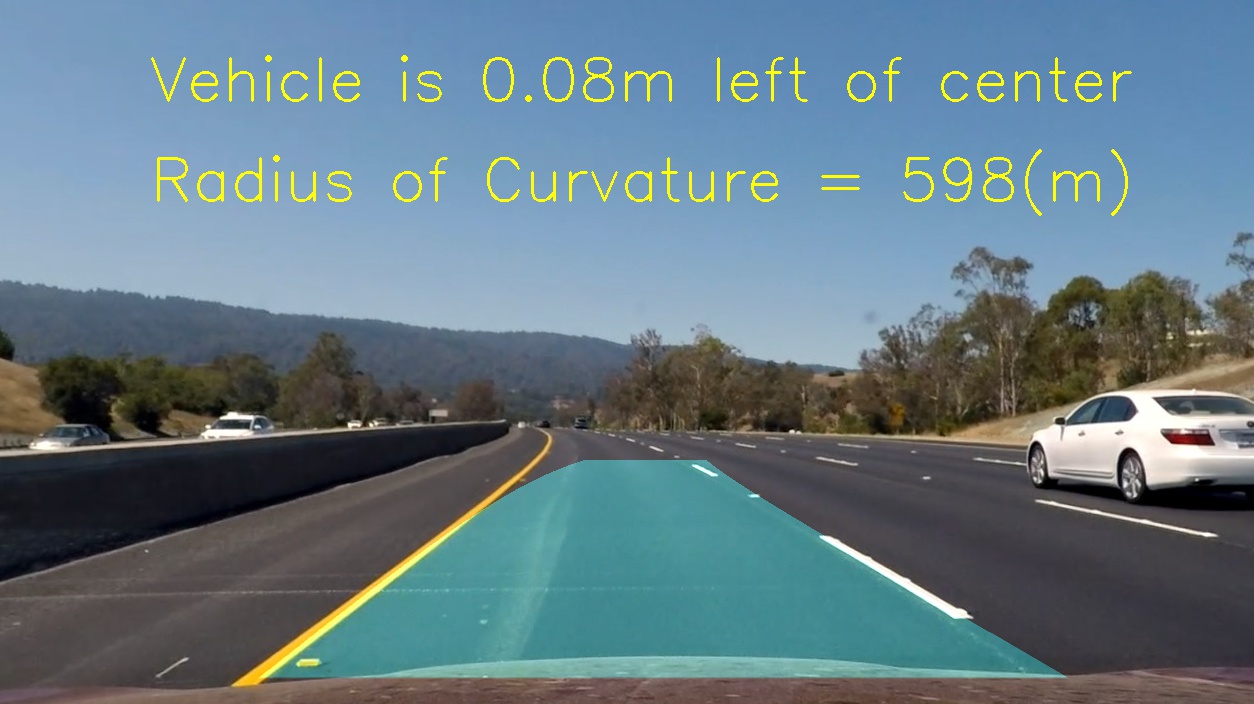 Vehicle is 0.08m left of center
Radius of Curvature = 598(m)